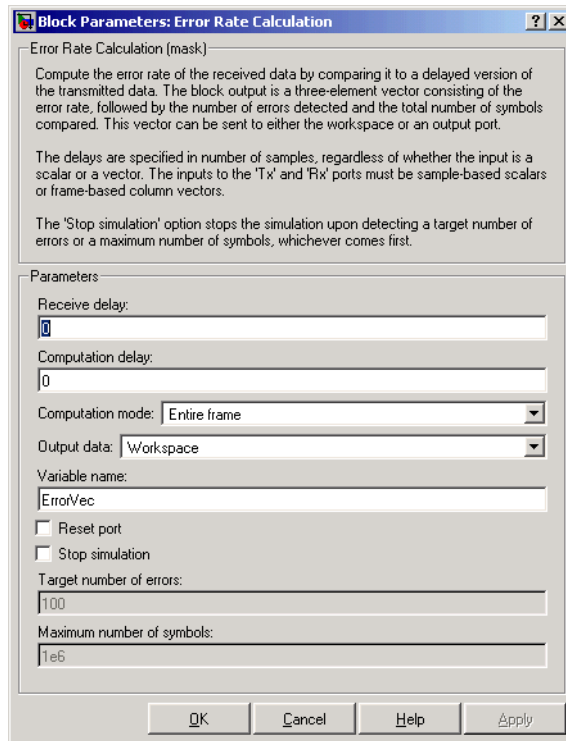 Block Parameters: Error Rate Calculation
Error Rate Calculation (mask)
Compute the error rate of the received data by comparing it to a delayed version of
the transmitted data. The block output is a three-element vector consisting of the
error rate, followed by the number of errors detected and the total number of symbols
compared. This vector can be sent to either the workspace or an output port.
The delays are specified in number of samples, regardless of whether the input is a
scalar or a vector. The inputs to the 'Tx' and 'Rx' ports must be sample-based scalars
or frame-based column vectors.
The 'Stop simulation' option stops the simulation upon detecting a target number of
errors or a maximum number of symbols, whichever comes first.
Parameters
Receive delay:
0
Computation delay:
0
Computation mode: Entire frame
Output data: Workspace
Variable name:
ErrorVec
Reset port
Stop simulation
Target number of errors:
100
Maximum number of symbols:
1e6
OK Cancel Help Apply